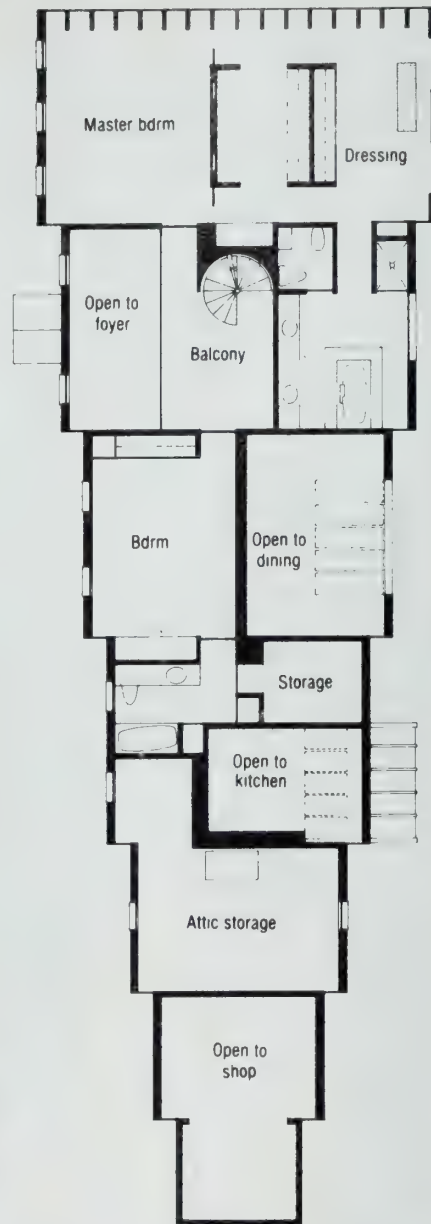 Master bdrm
Dressing
Open to
foyer
Balcony
Bdrm
Open to
dining
Storage
Open to
kitchen
Attic storage
Open to
shop